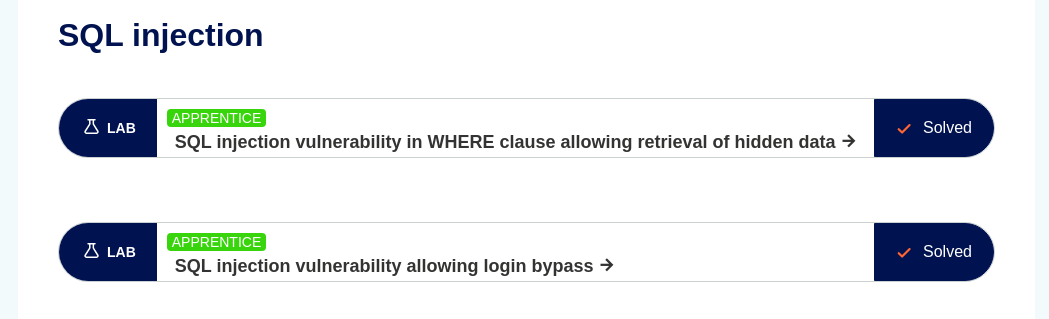 SQL injection
APPRENTICE
LAB
SQL injection vulnerability in WHERE clause allowing retrieval of hidden data →
Solved
APPRENTICE
LAB
SQL injection vulnerability allowing login bypass →
Solved